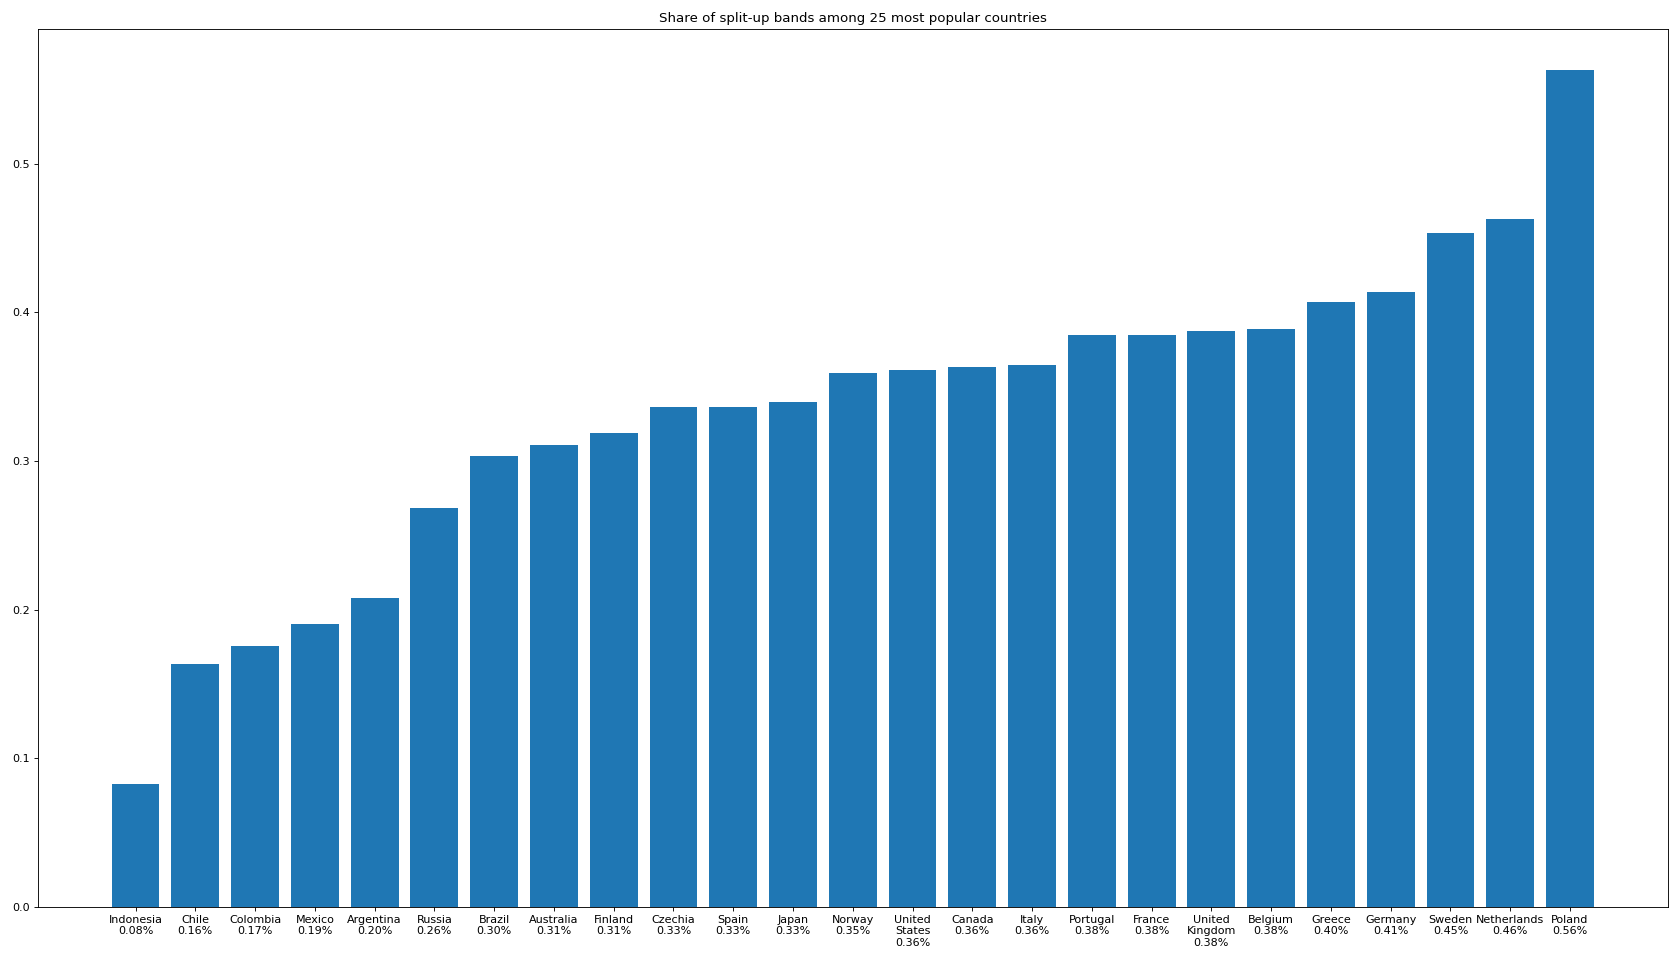 Share of split-up bands among 25 most popular countries
0.5
0.4
0.3
0.2
0.1
0.0
Indonesia Chile Colombia Mexico Argentina Russia Brazil Australia Finland Czechia Spain Japan Norway United Canada Italy Portugal France United Belgium Greece Germany Sweden Netherlands Poland
0.08% 0.16% 0.17% 0.19% 0.20% 0.26% 0.30% 0.31% 0.31% 0.33% 0.33% 0.33% 0.35% States 0.36% 0.36% 0.38% 0.38% Kingdom 0.38% 0.40% 0.41% 0.45% 0.46% 0.56%
0.36% 0.38%